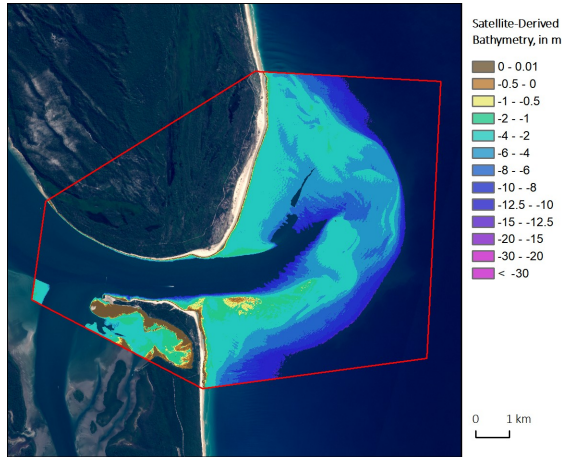 Satellite-Derived
Bathymetry, in m
0 - 0.01
-0.5 - 0
-1 - -0.5
-2 - -1
-4 - -2
-6 - -4
-8 - -6
-10 - -8
-12.5 - -10
-15 - -12.5
-20 - -15
-30 - -20
< -30
0 1 km